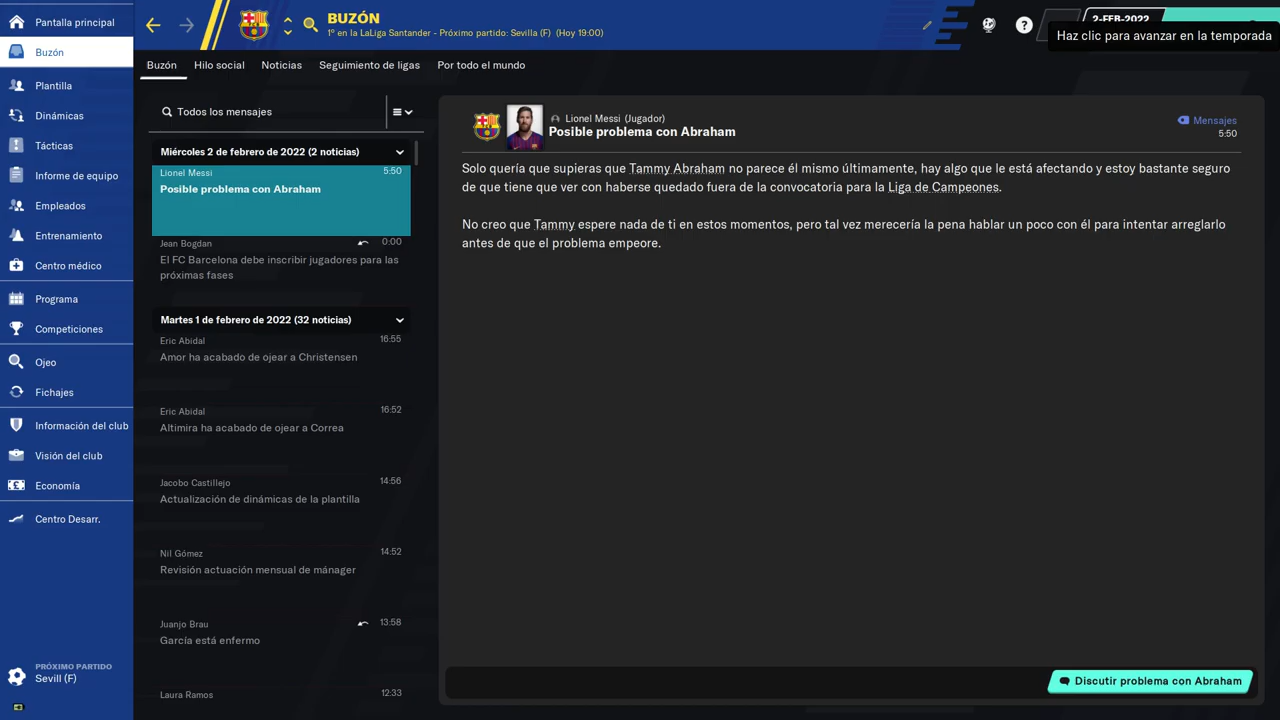 Pantalla principal
Buzón
Plantilla
Dinámicas
Tácticas
Informe de equipo
Empleados
Entrenamiento
Centro médico
Programa
Competiciones
Ojeo
Fichajes
Información del club
Visión del club
Economía
Centro Desarr.
PRÓXIMO PARTIDO
Sevill (F)
BUZÓN
1º en la LaLiga Santander - Próximo partido: Sevilla (F) (Hoy 19:00)
2-FEB-2022
Haz clic para avanzar en la temporada
Buzón Hilo social Noticias Seguimiento de ligas Por todo el mundo
Todos los mensajes
Miércoles 2 de febrero de 2022 (2 noticias)
Lionel Messi 5:50
Posible problema con Abraham
Jean Bogdan 0:00
El FC Barcelona debe inscribir jugadores para las
próximas fases
Martes 1 de febrero de 2022 (32 noticias)
Eric Abidal 16:55
Amor ha acabado de ojear a Christensen
Eric Abidal 16:52
Altimira ha acabado de ojear a Correa
Jacobo Castillejo 14:56
Actualización de dinámicas de la plantilla
Nil Gómez 14:52
Revisión actuación mensual de mánager
Juanjo Brau 13:58
García está enfermo
Laura Ramos 12:33
Lionel Messi (Jugador)
Posible problema con Abraham
Mensajes
5:50
Solo quería que supieras que Tammy Abraham no parece él mismo últimamente, hay algo que le está afectando y estoy bastante seguro
de que tiene que ver con haberse quedado fuera de la convocatoria para la Liga de Campeones.
No creo que Tammy espere nada de ti en estos momentos, pero tal vez merecería la pena hablar un poco con él para intentar arreglarlo
antes de que el problema empeore.
Discutir problema con Abraham